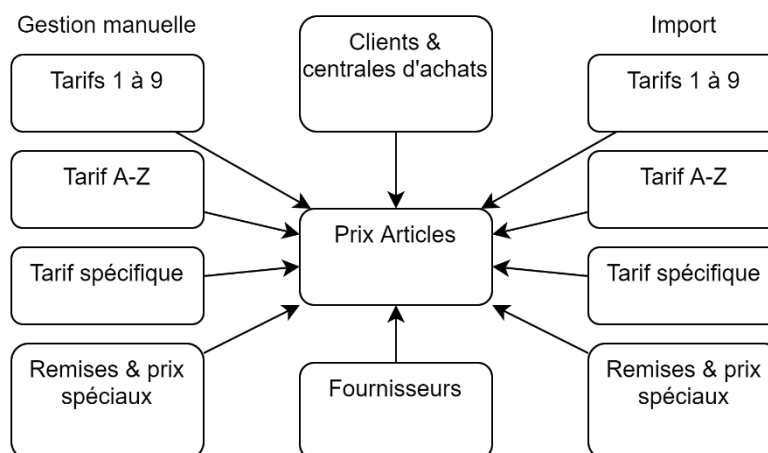 Gestion manuelle
Tarifs 1 à 9
Tarif A-Z
Tarif spécifique
Remises & prix
spéciaux
Clients &
centrales d'achats
Prix Articles
Fournisseurs
Import
Tarifs 1 à 9
Tarif A-Z
Tarif spécifique
Remises & prix
spéciaux